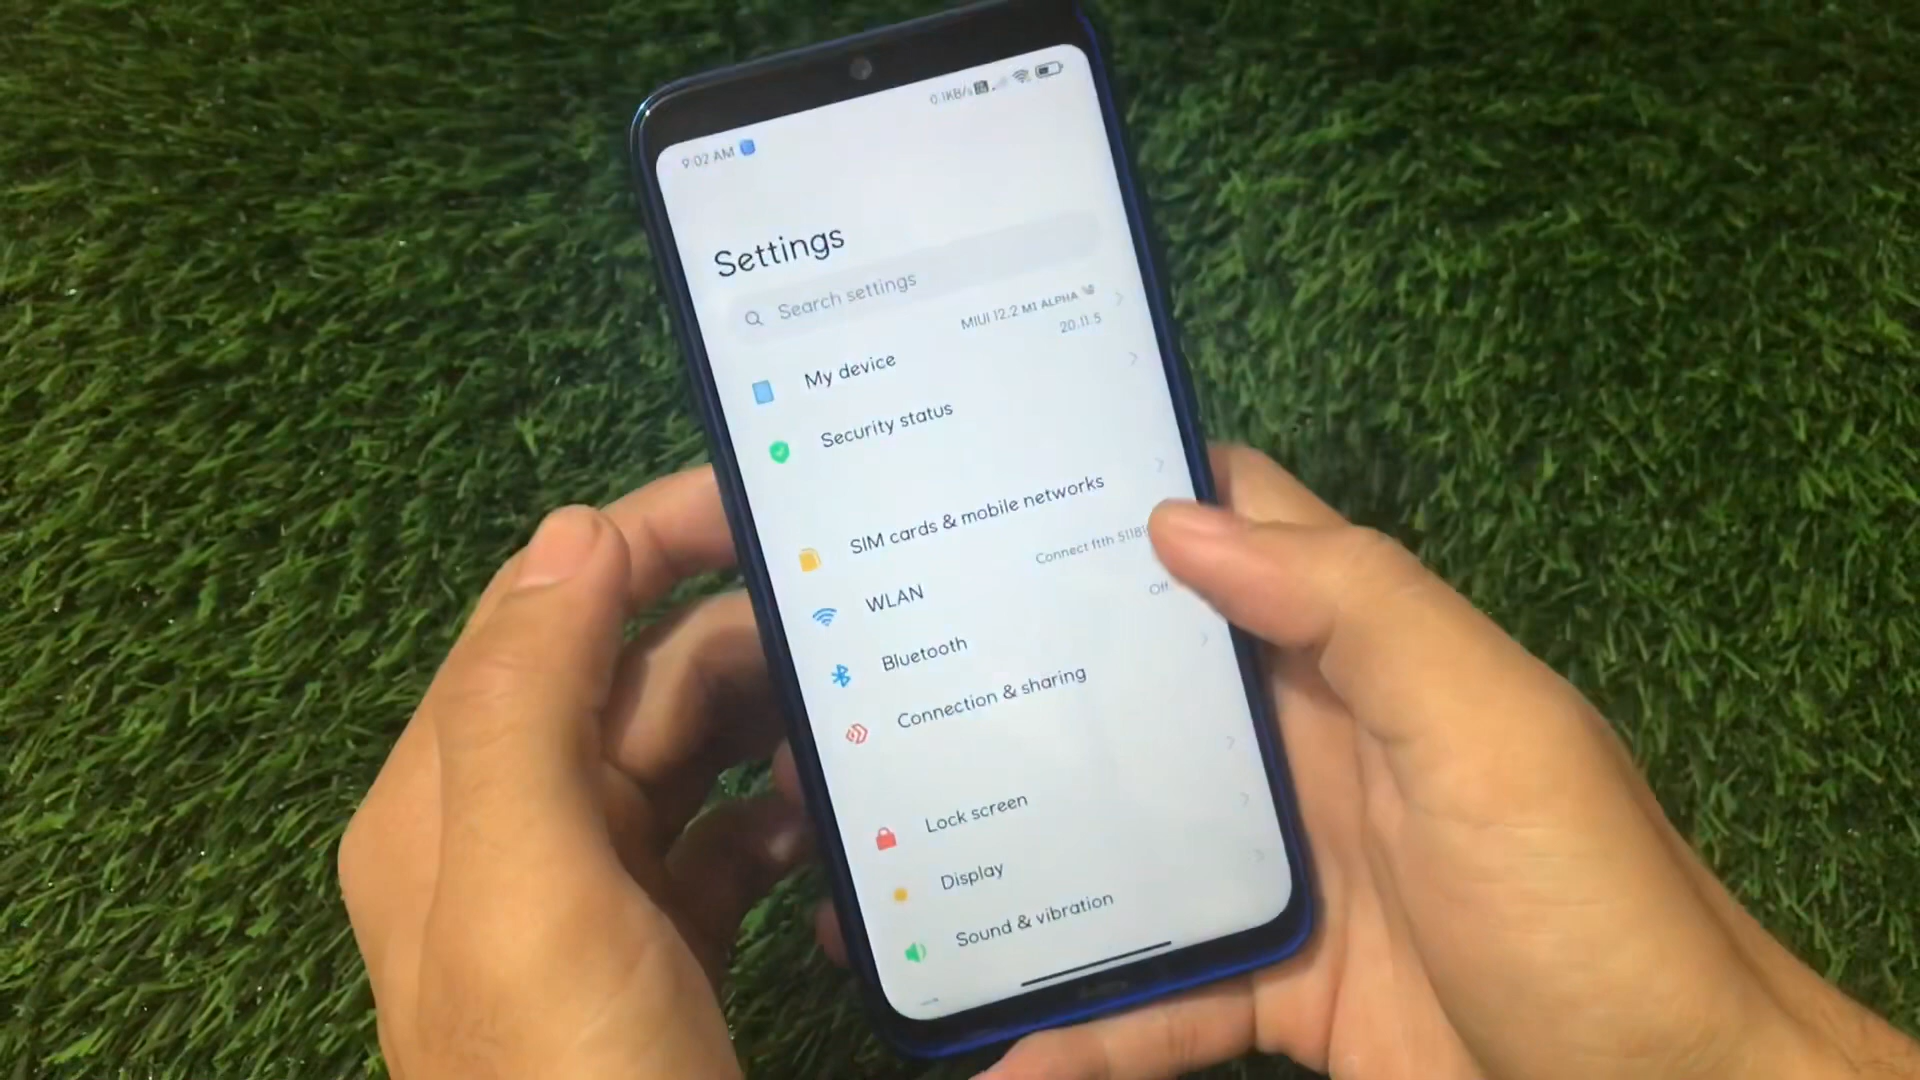 9:02 AM
0.1KB/s
Settings
Search settings
My device
MIUI 12.2 MI ALPHA
20.11.5
Security status
SIM cards & mobile networks
WLAN
Connect ftth 5118
Bluetooth
Off
Connection & sharing
Lock screen
Display
Sound & vibration